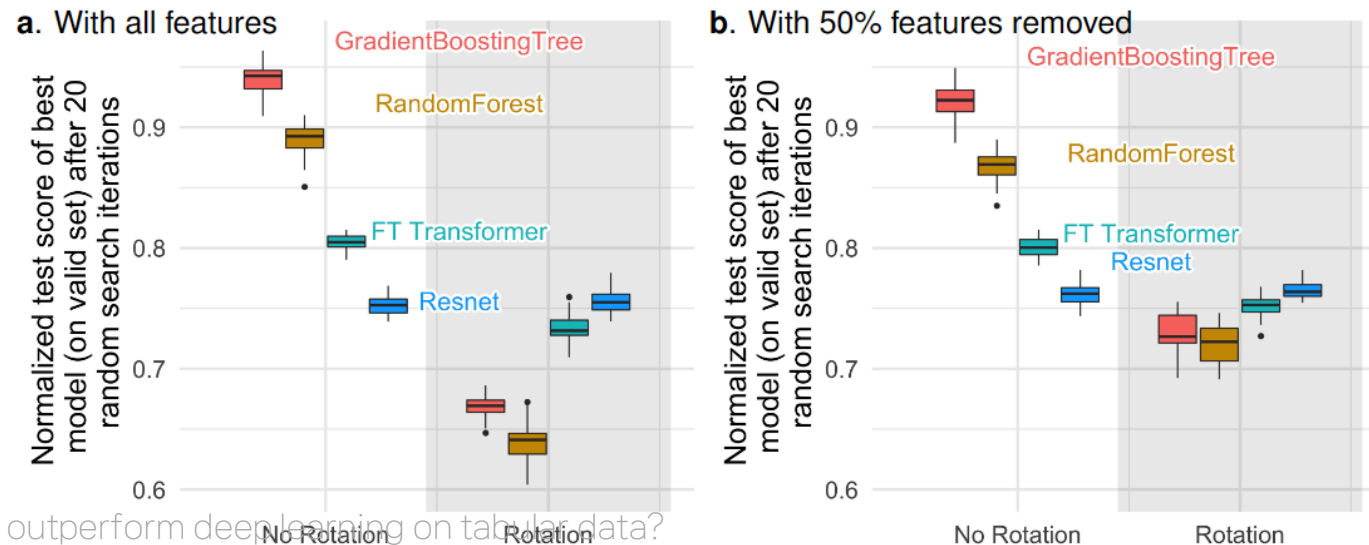 a. With all features
Normalized test score of best
model (on valid set) after 20
random search iterations
0.9
0.8
0.7
0.6
GradientBoostingTree
RandomForest
FT Transformer
Resnet
No Rotation
Rotation
b. With 50% features removed
Normalized test score of best
model (on valid set) after 20
random search iterations
0.9
0.8
0.7
0.6
GradientBoostingTree
RandomForest
FT Transformer
Resnet
No Rotation
Rotation
outperform deep learning on tabular data?